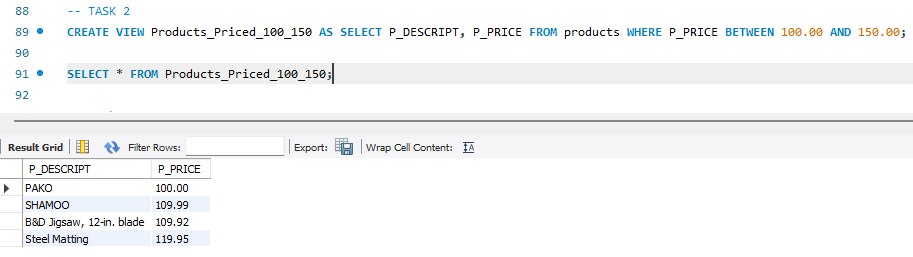 88 -- TASK 2
89 CREATE VIEW Products_Priced_100_150 AS SELECT P_DESCRIPT, P_PRICE FROM products WHERE P_PRICE BETWEEN 100.00 AND 150.00;
90
91 SELECT * FROM Products_Priced_100_150;
92
Result Grid Filter Rows: Export: Wrap Cell Content: IA
P_DESCRIPT P_PRICE
PAKO 100.00
SHAMOO 109.99
B&D Jigsaw, 12-in. blade 109.92
Steel Matting 119.95